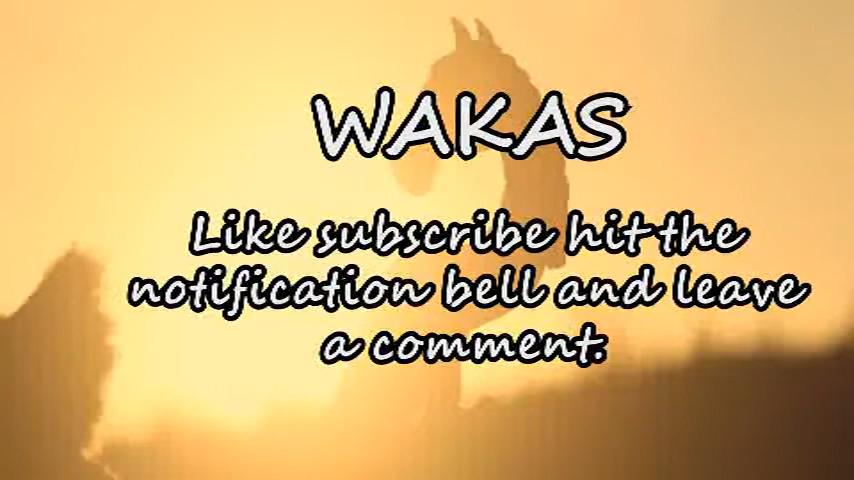 WAKAS
Like subscribe hit the
notification bell and leave
a comment.